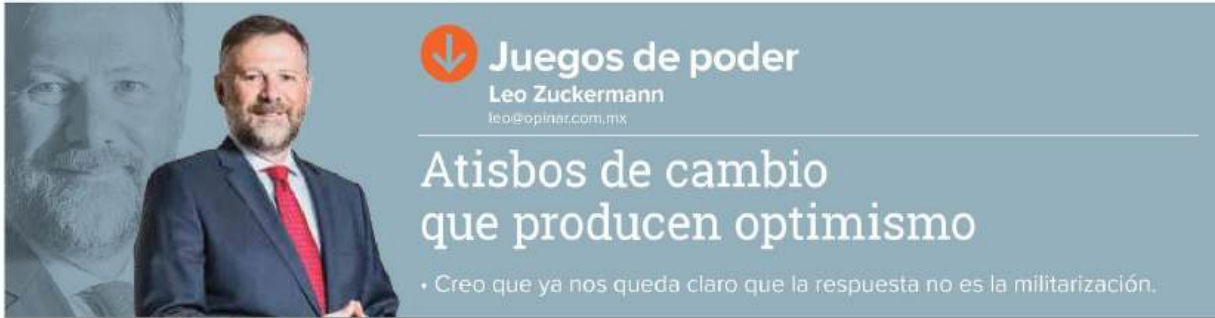 Juegos de poder
Leo Zuckermann
leo@opinar.com.mx
Atisbos de cambio
que producen optimismo
• Creo que ya nos queda claro que la respuesta no es la militarización.